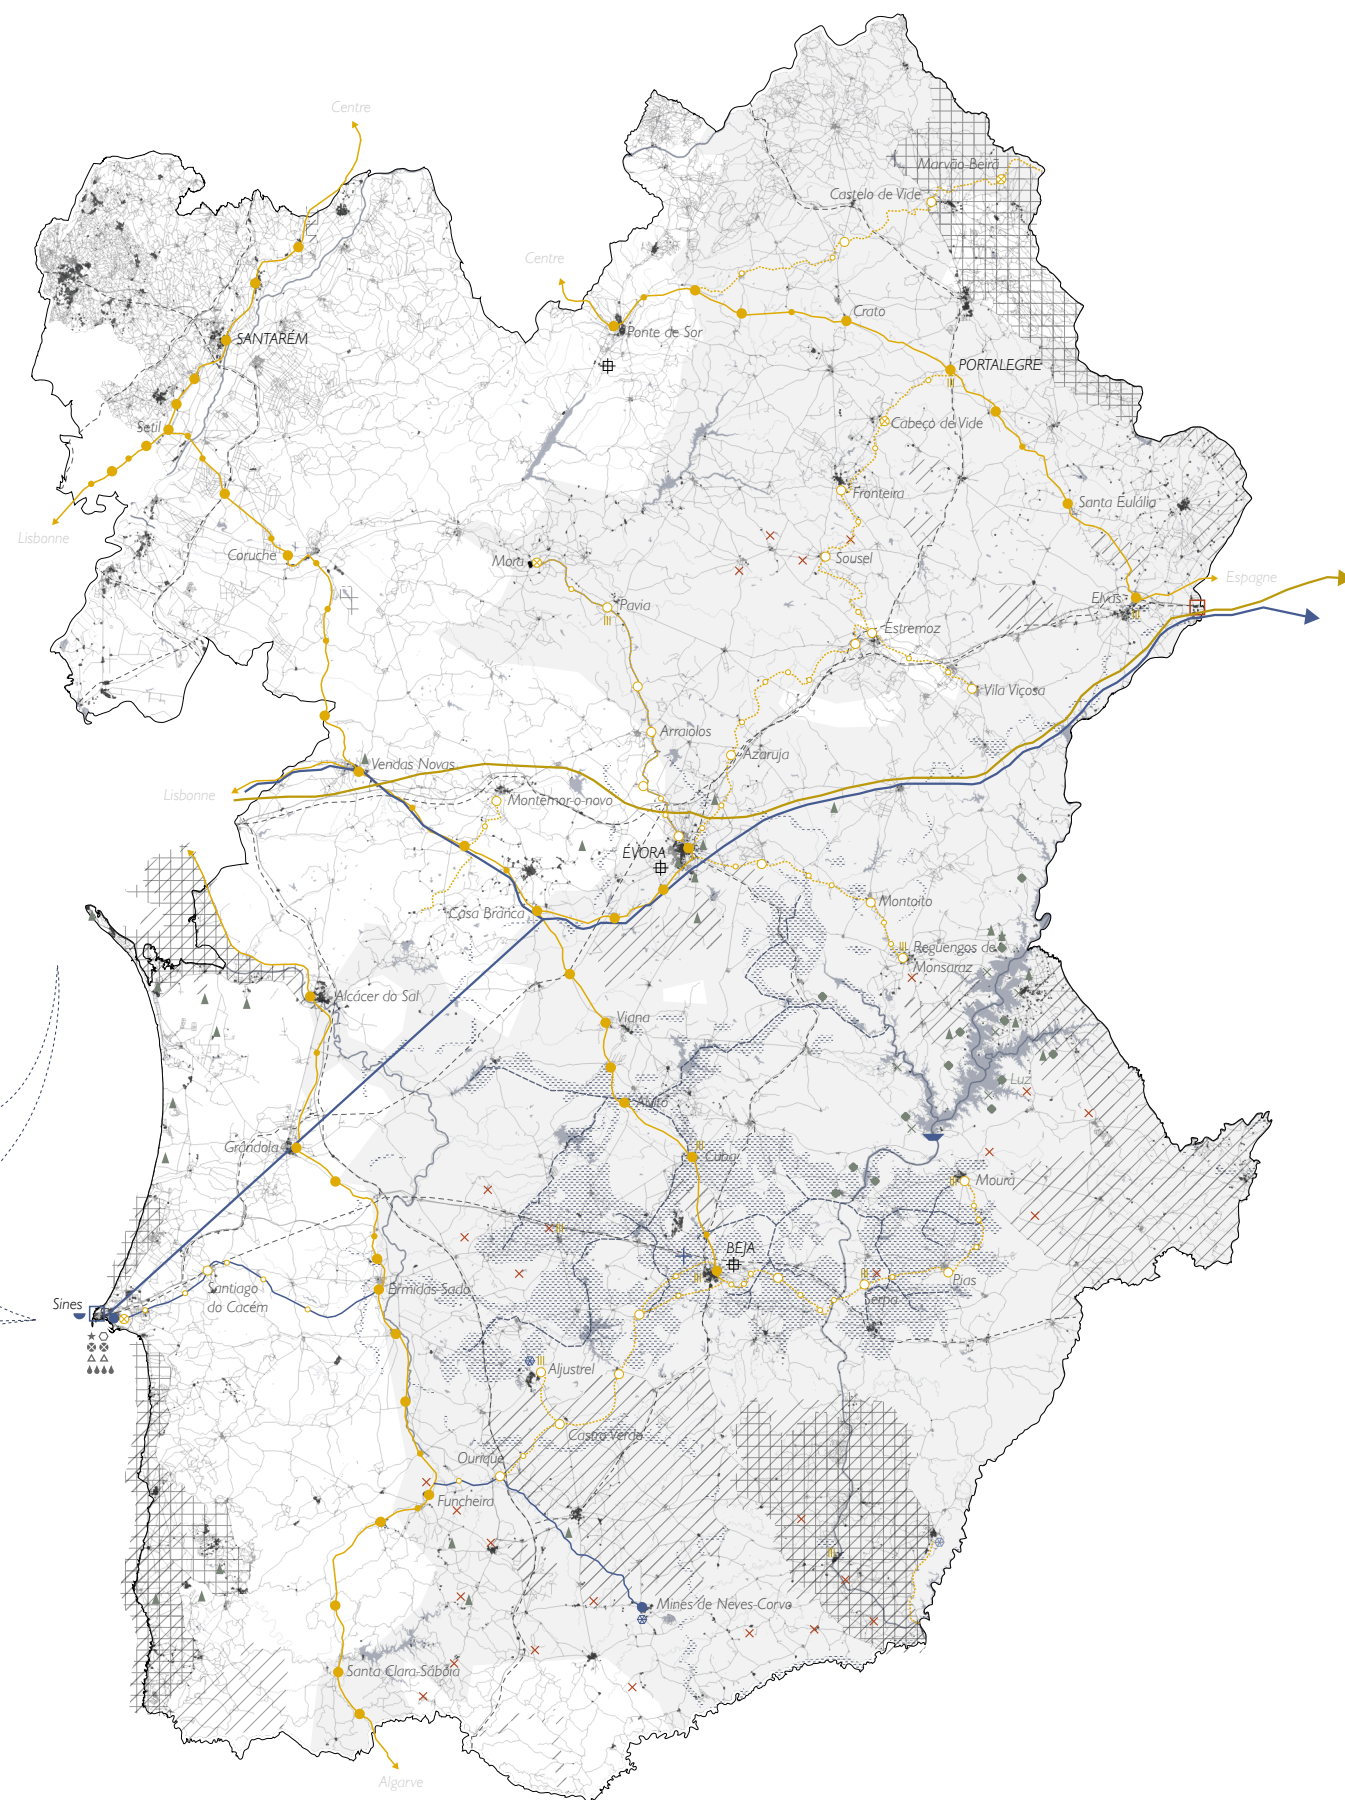 Centre
Marvão-Beirã
Castelo de Vide
Centre
Crato
Ponte de Sor
SANTARÉM
PORTALEGRE
Setil
Cabeço de Vide
Fronteira
Santa Eulália
Lisbonne
Coruche
Mora
Sousel
Espagne
Elvas
Pavia
Estremoz
Vila Viçosa
Arraiolos
Azaruja
Vendas Novas
Lisbonne
Montemor-o-novo
ÉVORA
Montoito
Casa Branca
Reguengos de
Monsaraz
Alcácer do Sal
Viana
Luz
Alvito
Grândola
Cuba
Moura
BEJA
Pias
Santiago
do Cacém
Ermidas-Sado
Serpa
Sines
Aljustrel
Castro Verde
Ourique
Funcheira
Mines de Neves-Corvo
Santa Clara-Sabóia
Algarve